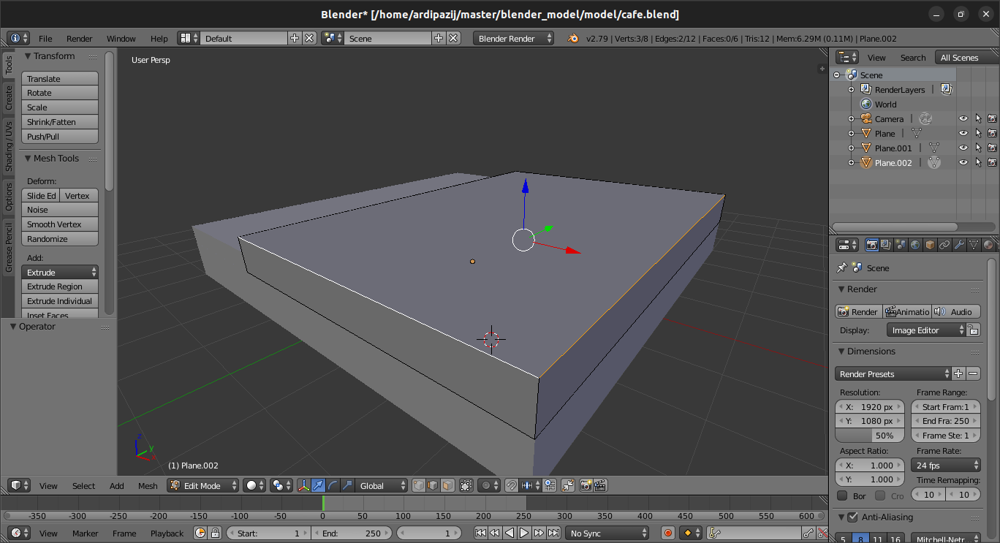 Blender* [/home/ardipazij/master/blender_model/model/cafe.blend]
File Render Window Help Default Scene Blender Render v2.79 | Verts:3/8 | Edges:2/12 | Faces:0/6 | Tris:12 | Mem:6.29M (0.11M) | Plane.002
Tools
Create
Shading / UVs
Options
Grease Pencil
Transform
Translate
Rotate
Scale
Shrink/Fatten
Push/Pull
Mesh Tools
Deform:
Slide Ed Vertex
Noise
Smooth Vertex
Randomize
Add:
Extrude
Extrude Region
Extrude Individual
Inset Faces
Operator
User Persp
z
y
(1) Plane.002
View Select Add Mesh Edit Mode Global
View Search All Scenes
Scene
RenderLayers |
World
Camera |
Plane |
Plane.001 |
Plane.002 |
Scene
Render
Render Animatio Audio
Display: Image Editor
Dimensions
Render Presets
Resolution: Frame Range:
X: 1920 px Start Fram:1
Y: 1080 px End Fra: 250
50% Frame Ste: 1
Aspect Ratio: Frame Rate:
X: 1.000 24 fps
Y: 1.000 Time Remapping:
Bor Cro 10 10
Anti-Aliasing
5 8 11 16 Mitchell-Netr...
-350 -300 -250 -200 -150 -100 -50 0 50 100 150 200 250 300 350 400 450 500 550 600
View Marker Frame Playback Start: 1 End: 250 1 No Sync